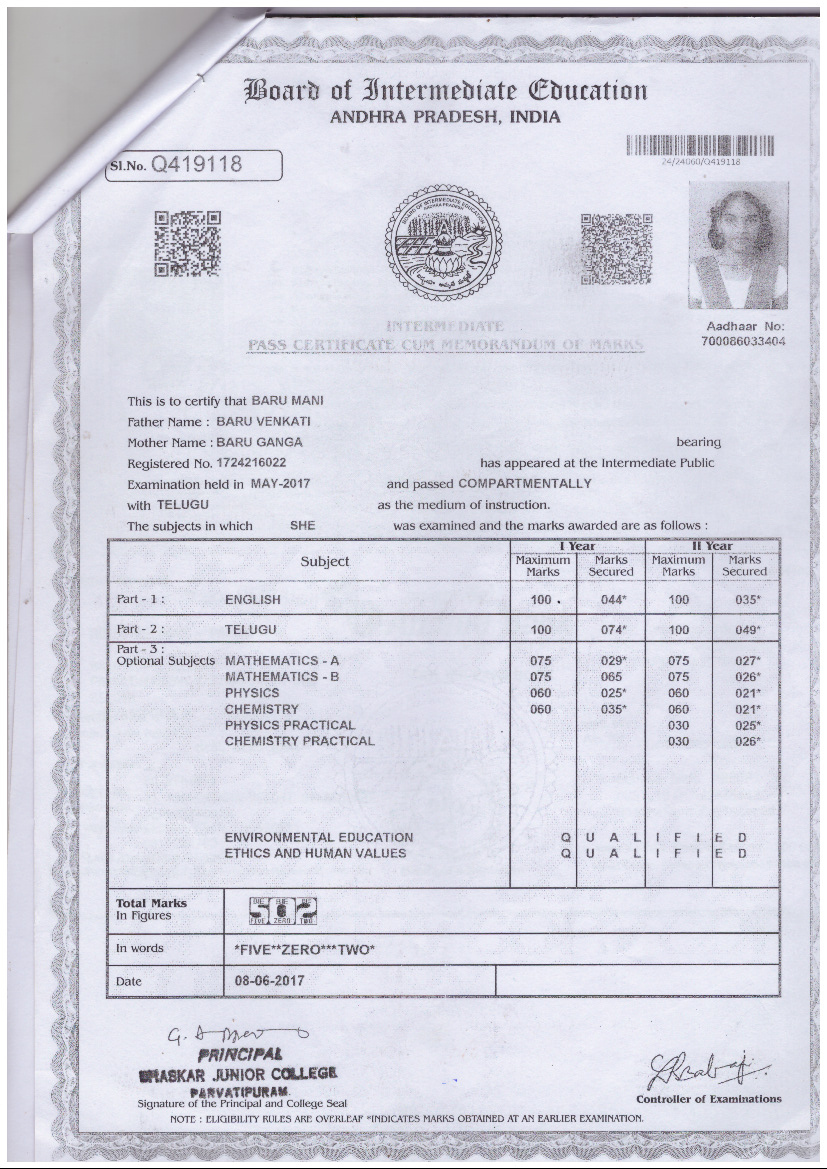 Board of Intermediate Education
ANDHRA PRADESH, INDIA
Sl.No. Q419118
24/24060/Q419118
BOARD OF INTERMEDIATE EDUCATION
ANDHRA PRADESH
INTERMEDIATE
PASS CERTIFICATE CUM MEMORANDUM OF MARKS
Aadhaar No:
700086033404
This is to certify that BARU MANI
Father Name : BARU VENKATI
Mother Name : BARU GANGA bearing
Registered No. 1724216022 has appeared at the Intermediate Public
Examination held in MAY-2017 and passed COMPARTMENTALLY
with TELUGU as the medium of instruction.
The subjects in which SHE was examined and the marks awarded are as follows :
Subject I Year II Year
Maximum Marks Marks Secured Maximum Marks Marks Secured
Part - 1 : ENGLISH 100 . 044* 100 035*
Part - 2 : TELUGU 100 074* 100 049*
Part - 3 :
Optional Subjects MATHEMATICS - A 075 029* 075 027*
MATHEMATICS - B 075 065 075 026*
PHYSICS 060 025* 060 021*
CHEMISTRY 060 035* 060 021*
PHYSICS PRACTICAL 030 025*
CHEMISTRY PRACTICAL 030 026*
ENVIRONMENTAL EDUCATION Q U A L I F I E D
ETHICS AND HUMAN VALUES Q U A L I F I E D
Total Marks
In Figures 502
FIVE ZERO TWO
In words *FIVE**ZERO***TWO*
Date 08-06-2017
PRINCIPAL
BHASKAR JUNIOR COLLEGE
PARVATIPURAM.
Signature of the Principal and College Seal
Controller of Examinations
NOTE : ELIGIBILITY RULES ARE OVERLEAF *INDICATES MARKS OBTAINED AT AN EARLIER EXAMINATION.